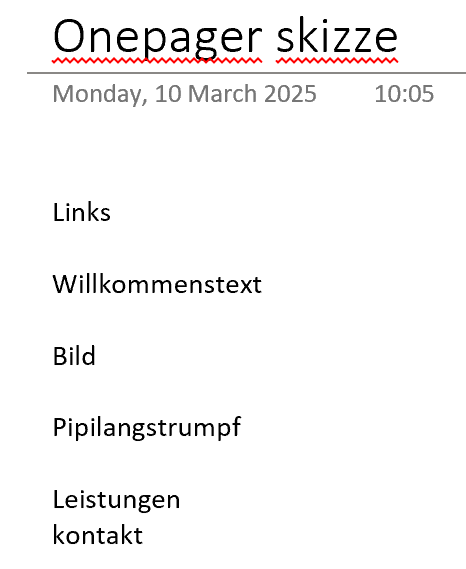 Onepager skizze
Monday, 10 March 2025 10:05
Links
Willkommenstext
Bild
Pipilangstrumpf
Leistungen
kontakt